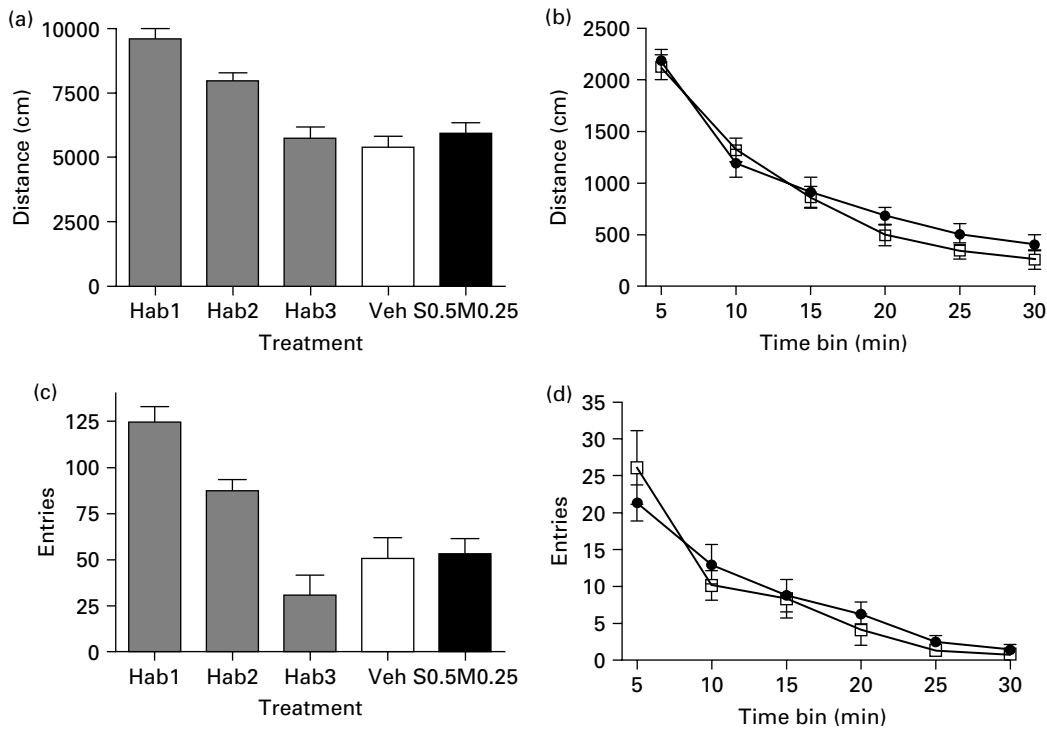 (a)
10000
7500
5000
2500
0
Distance (cm)
Hab1 Hab2 Hab3 Veh S0.5M0.25
Treatment
(b)
2500
2000
1500
1000
500
0
Distance (cm)
5 10 15 20 25 30
Time bin (min)
(c)
125
100
75
50
25
0
Entries
Hab1 Hab2 Hab3 Veh S0.5M0.25
Treatment
(d)
35
30
25
20
15
10
5
0
Entries
5 10 15 20 25 30
Time bin (min)